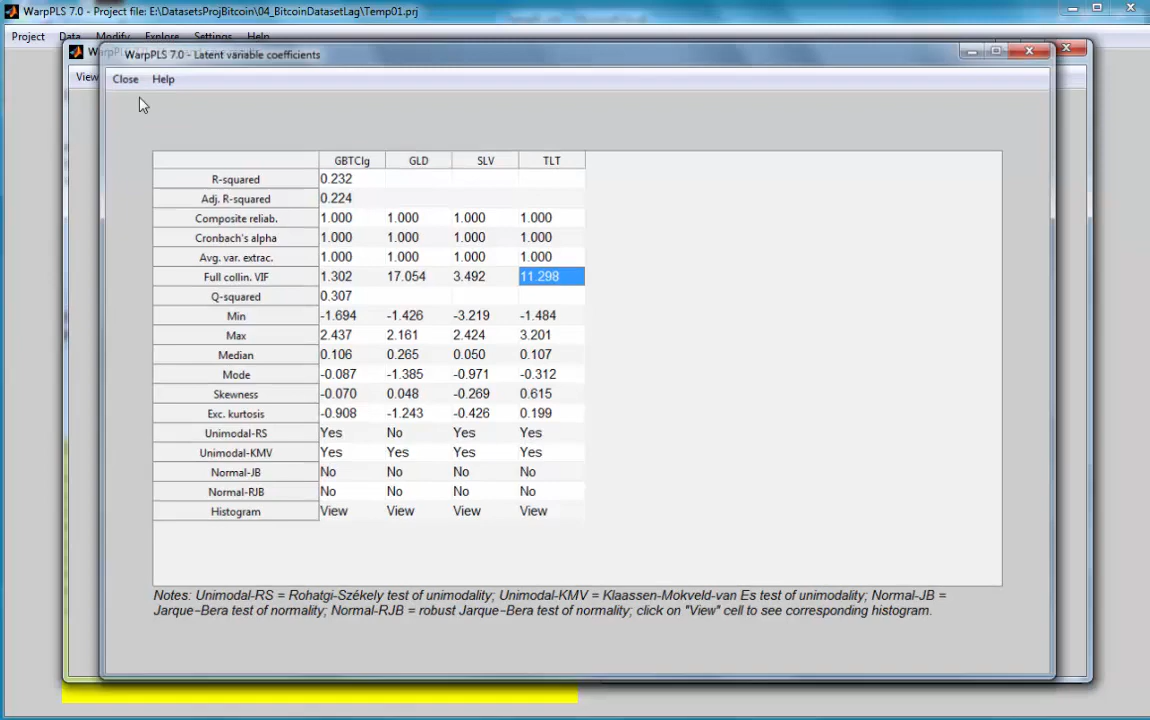 WarpPLS 7.0 - Project file: E:\DatasetsProjBitcoin\04_BitcoinDatasetLag\Temp01.prj
Project Data Modify Explore Settings Help
WarpPLS 7.0 - Latent variable coefficients
View
Close Help
GBTClg GLD SLV TLT
R-squared 0.232
Adj. R-squared 0.224
Composite reliab. 1.000 1.000 1.000 1.000
Cronbach's alpha 1.000 1.000 1.000 1.000
Avg. var. extrac. 1.000 1.000 1.000 1.000
Full collin. VIF 1.302 17.054 3.492 11.298
Q-squared 0.307
Min -1.694 -1.426 -3.219 -1.484
Max 2.437 2.161 2.424 3.201
Median 0.106 0.265 0.050 0.107
Mode -0.087 -1.385 -0.971 -0.312
Skewness -0.070 0.048 -0.269 0.615
Exc. kurtosis -0.908 -1.243 -0.426 0.199
Unimodal-RS Yes No Yes Yes
Unimodal-KMV Yes Yes Yes Yes
Normal-JB No No No No
Normal-RJB No No No No
Histogram View View View View
Notes: Unimodal-RS = Rohatgi-Székely test of unimodality; Unimodal-KMV = Klaassen-Mokveld-van Es test of unimodality; Normal-JB =
Jarque–Bera test of normality; Normal-RJB = robust Jarque–Bera test of normality; click on "View" cell to see corresponding histogram.